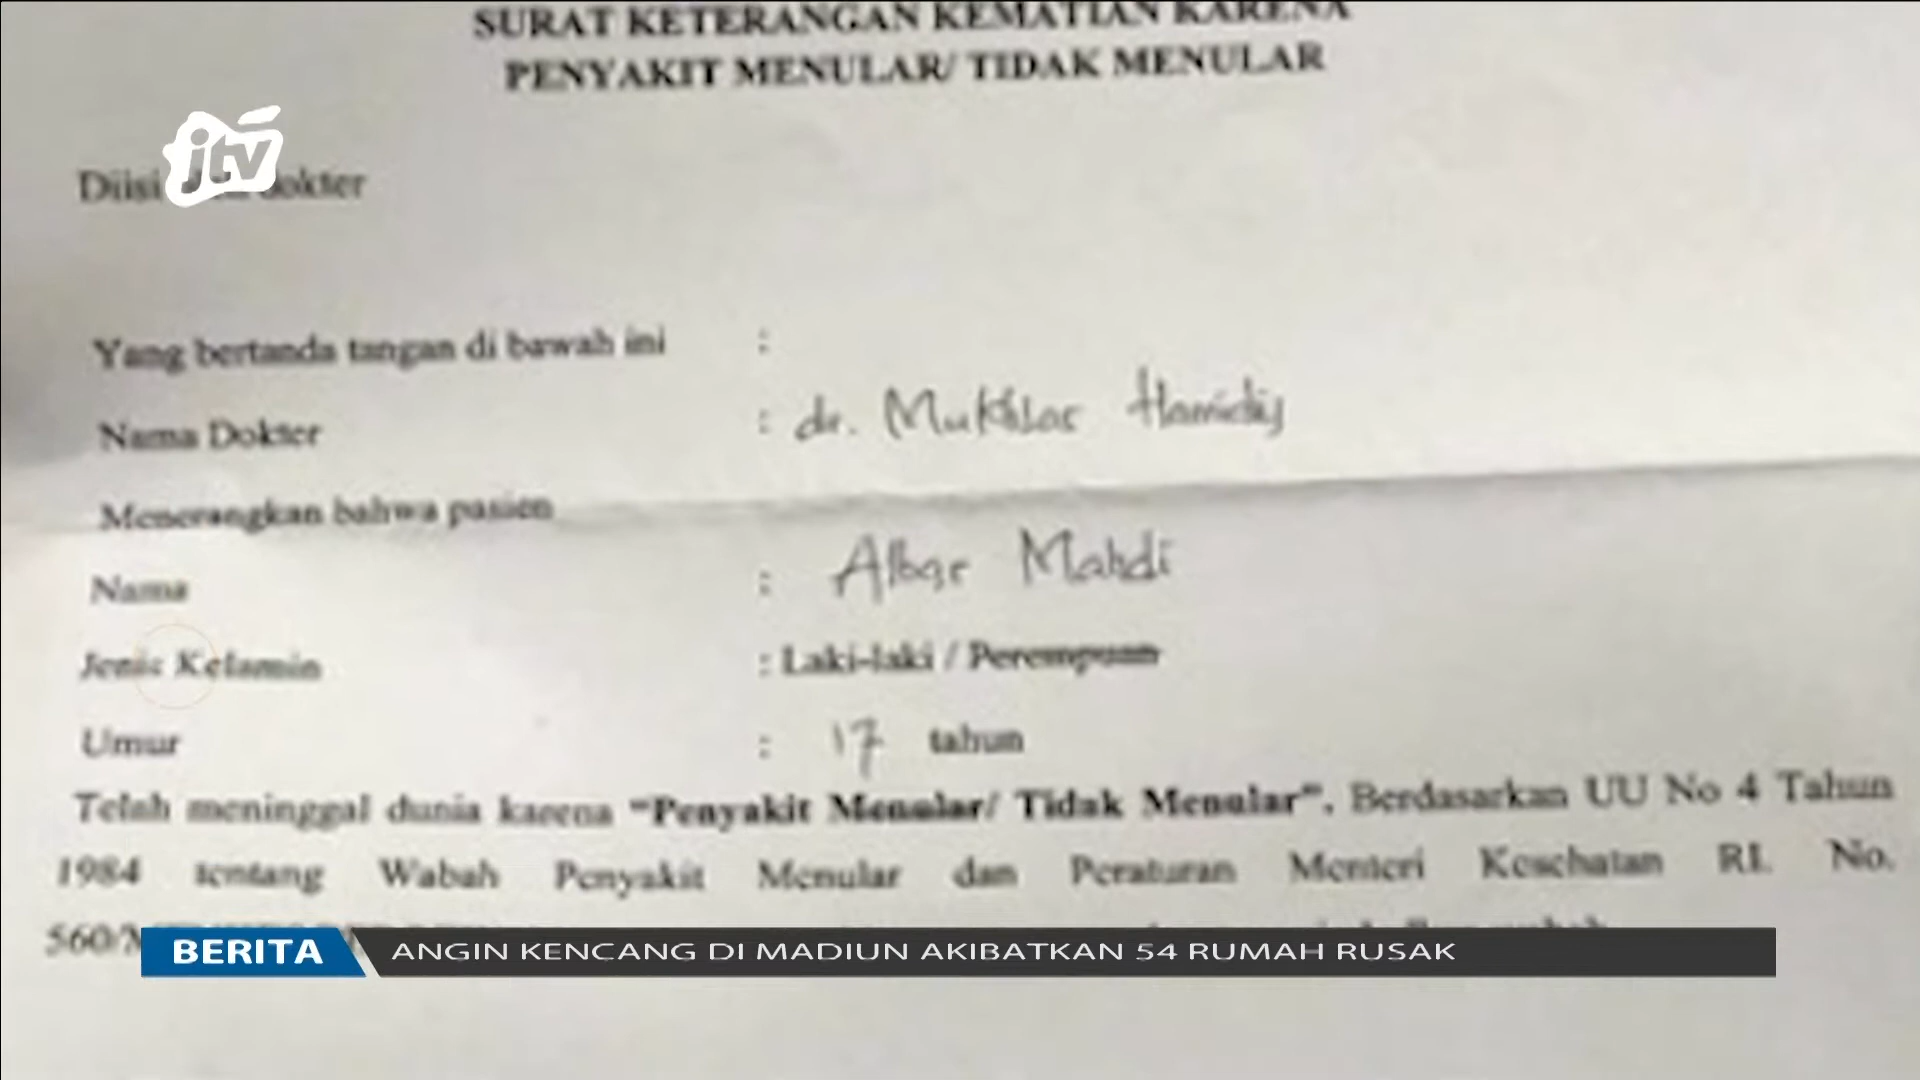 SURAT KETERANGAN KEMATIAN KARENA
PENYAKIT MENULAR/ TIDAK MENULAR
jtv
Diisi dokter
Yang bertanda tangan di bawah ini :
Nama Dokter : dr. Hamidiy
Menerangkan bahwa pasien
Nama : Albar Mahdi
Jenis Kelamin : Laki-laki / Perempuan
Umur : 17 tahun
Telah meninggal dunia karena "Penyakit Menular/ Tidak Menular". Berdasarkan UU No 4 Tahun
1984 tentang Wabah Penyakit Menular dan Peraturan Menteri Kesehatan RI. No.
BERITA ANGIN KENCANG DI MADIUN AKIBATKAN 54 RUMAH RUSAK